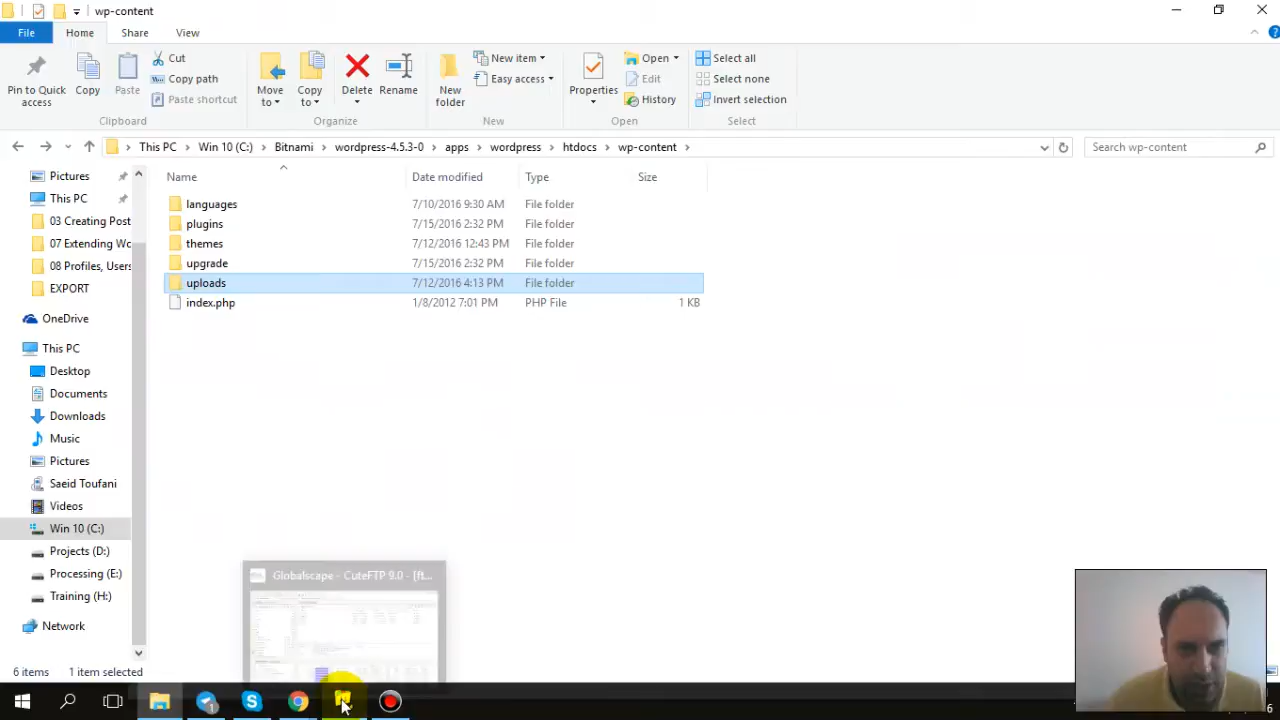 wp-content
File Home Share View
Pin to Quick access
Copy
Paste
Cut
Copy path
Paste shortcut
Clipboard
Move to
Copy to
Delete
Rename
Organize
New folder
New item
Easy access
New
Properties
Open
Edit
History
Open
Select all
Select none
Invert selection
Select
This PC Win 10 (C:) Bitnami wordpress-4.5.3-0 apps wordpress htdocs wp-content
Search wp-content
Name Date modified Type Size
languages 7/10/2016 9:30 AM File folder
plugins 7/15/2016 2:32 PM File folder
themes 7/12/2016 12:43 PM File folder
upgrade 7/15/2016 2:32 PM File folder
uploads 7/12/2016 4:13 PM File folder
index.php 1/8/2012 7:01 PM PHP File 1 KB
Pictures
This PC
03 Creating Post
07 Extending Wo
08 Profiles, Users
EXPORT
OneDrive
This PC
Desktop
Documents
Downloads
Music
Pictures
Saeid Toufani
Videos
Win 10 (C:)
Projects (D:)
Processing (E:)
Training (H:)
Network
Globalscape - CuteFTP 9.0 - [ft...
6 items 1 item selected
1
6